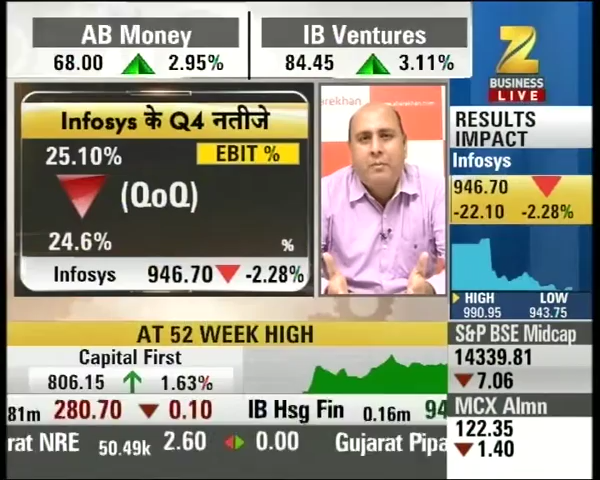 AB Money
68.00 2.95%
IB Ventures
84.45 3.11%
Z
BUSINESS
LIVE
Infosys के Q4 नतीजे
25.10%
EBIT %
(QoQ)
24.6%
%
Infosys 946.70 -2.28%
arekhan
RESULTS
IMPACT
Infosys
946.70
-22.10 -2.28%
HIGH LOW
990.95 943.75
AT 52 WEEK HIGH
Capital First
806.15 1.63%
S&P BSE Midcap
14339.81
7.06
MCX Almn
122.35
1.40
81m 280.70 0.10 IB Hsg Fin 0.16m 94
rat NRE 50.49k 2.60 0.00 Gujarat Pipa